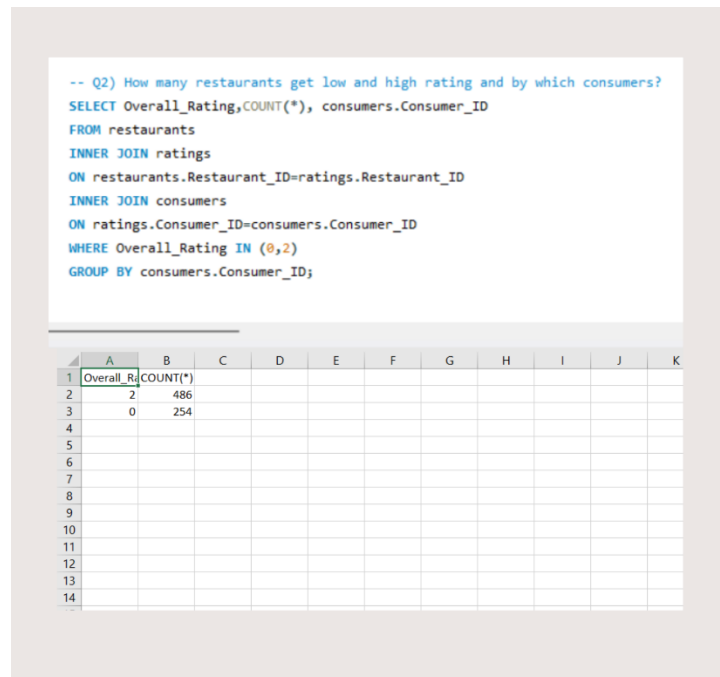 -- Q2) How many restaurants get low and high rating and by which consumers?
SELECT Overall_Rating,COUNT(*), consumers.Consumer_ID
FROM restaurants
INNER JOIN ratings
ON restaurants.Restaurant_ID=ratings.Restaurant_ID
INNER JOIN consumers
ON ratings.Consumer_ID=consumers.Consumer_ID
WHERE Overall_Rating IN (0,2)
GROUP BY consumers.Consumer_ID;
A B C D E F G H I J K
1 Overall_Ra COUNT(*)
2 2 486
3 0 254
4
5
6
7
8
9
10
11
12
13
14